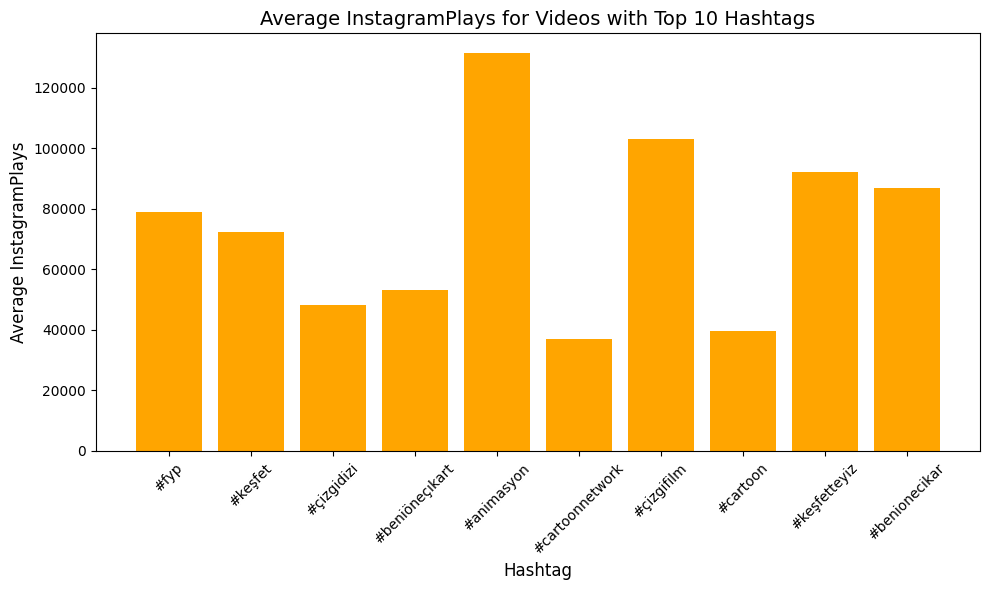 Average InstagramPlays for Videos with Top 10 Hashtags
Average InstagramPlays
120000
100000
80000
60000
40000
20000
0
#fyp
#keşfet
#çizgidizi
#beniöneçıkart
#animasyon
#cartoonnetwork
#çizgifilm
#cartoon
#keşfetteyiz
#benionecikar
Hashtag